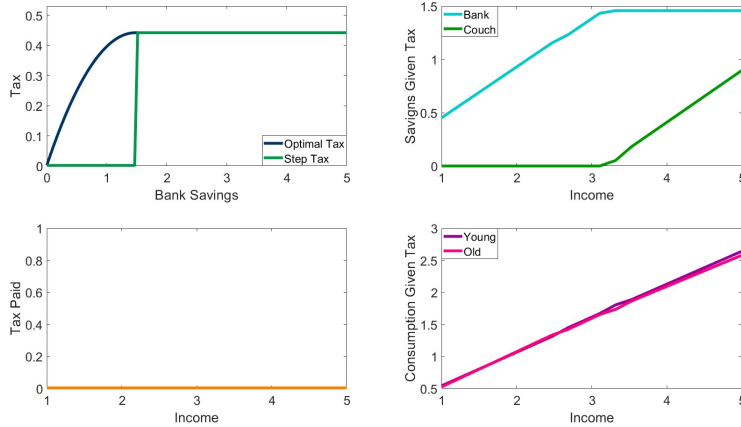 Tax
0.5
0.4
0.3
0.2
0.1
0
0 1 2 3 4 5
Bank Savings
Optimal Tax
Step Tax
Savigns Given Tax
1.5
1
0.5
0
1 2 3 4 5
Income
Bank
Couch
Tax Paid
1
0.8
0.6
0.4
0.2
0
1 2 3 4 5
Income
Consumption Given Tax
3
2.5
2
1.5
1
0.5
1 2 3 4 5
Income
Young
Old